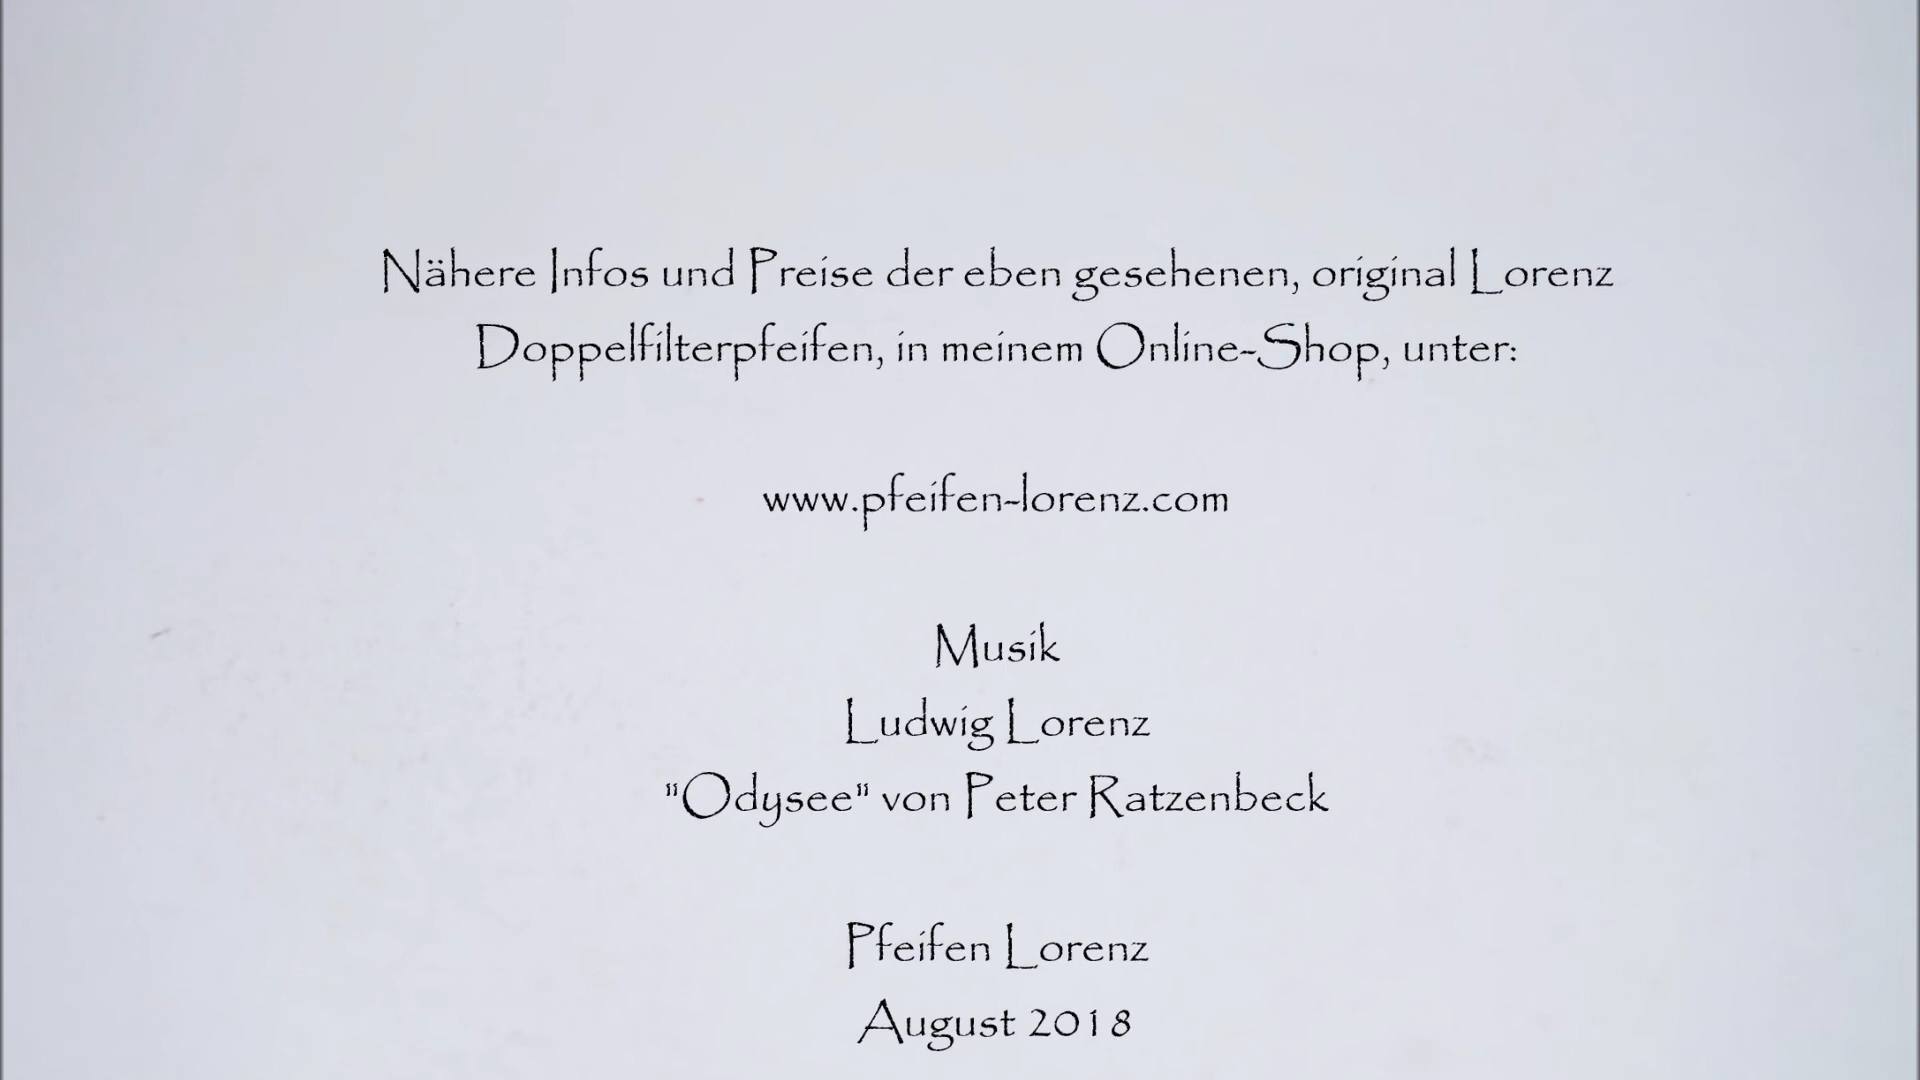 Nähere Infos und Preise der eben gesehenen, original Lorenz
Doppelfilterpfeifen, in meinem Online-Shop, unter:
www.pfeifen-lorenz.com
Musik
Ludwig Lorenz
"Odysee" von Peter Ratzenbeck
Pfeifen Lorenz
August 2018